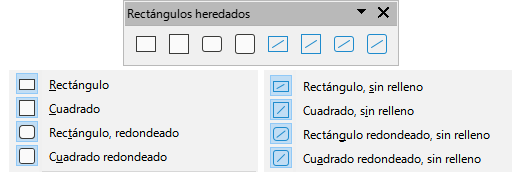 Rectángulos heredados
Rectángulo
Cuadrado
Rectángulo, redondeado
Cuadrado redondeado
Rectángulo, sin relleno
Cuadrado, sin relleno
Rectángulo redondeado, sin relleno
Cuadrado redondeado, sin relleno